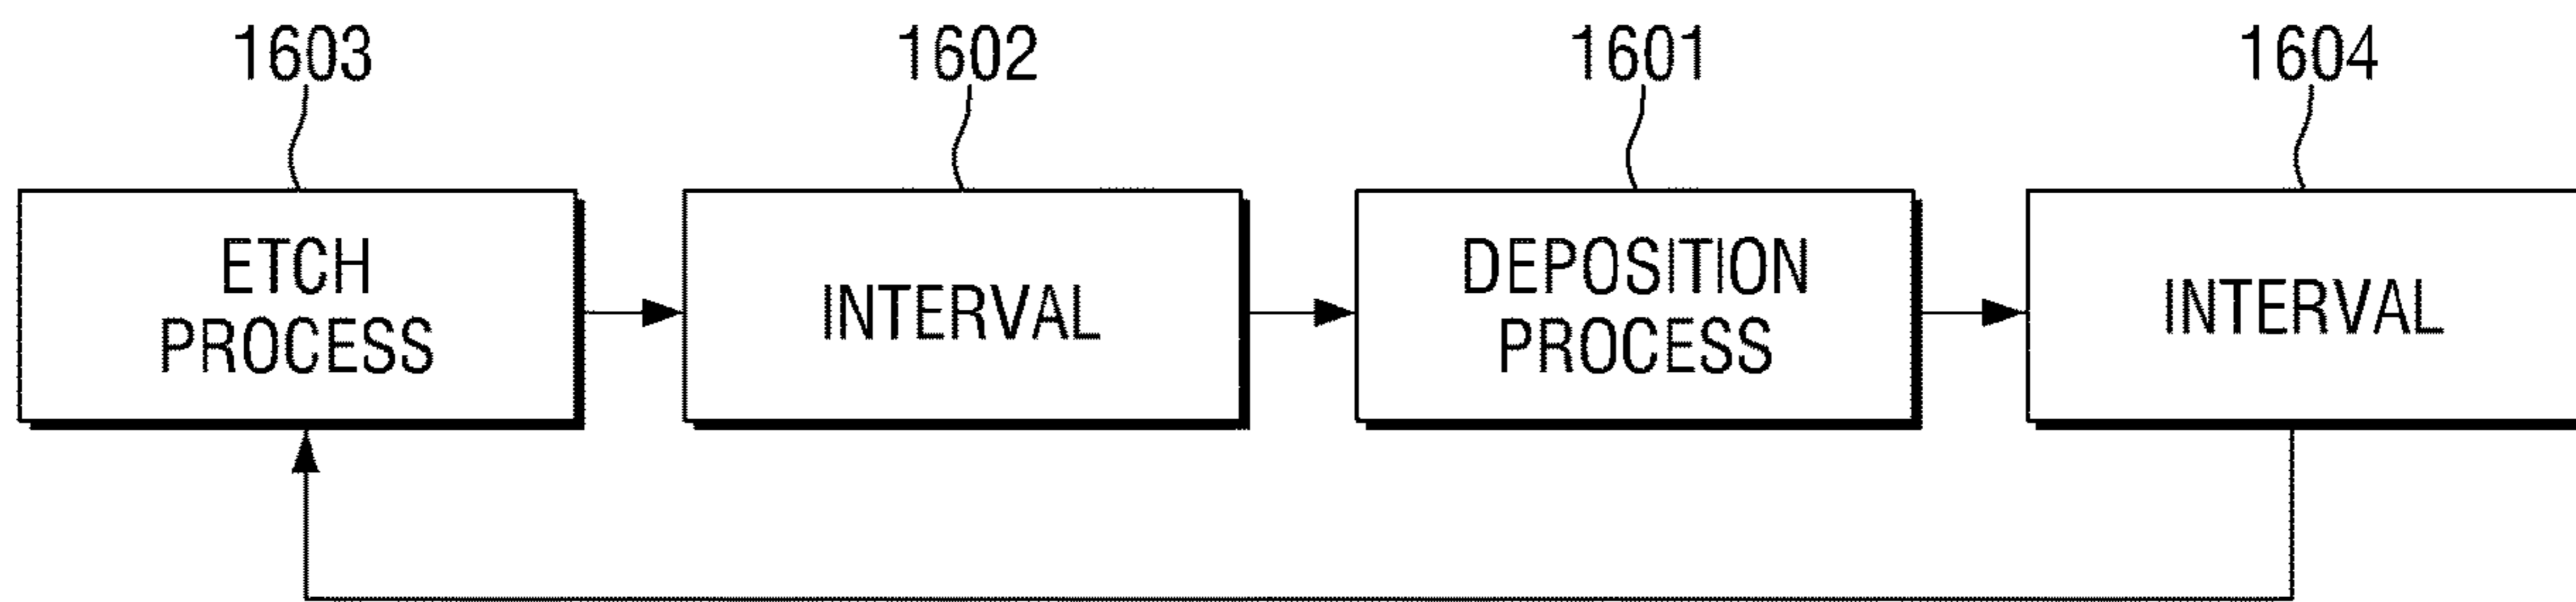 1603
1602
1601
1604
ETCH
PROCESS
INTERVAL
DEPOSITION
PROCESS
INTERVAL